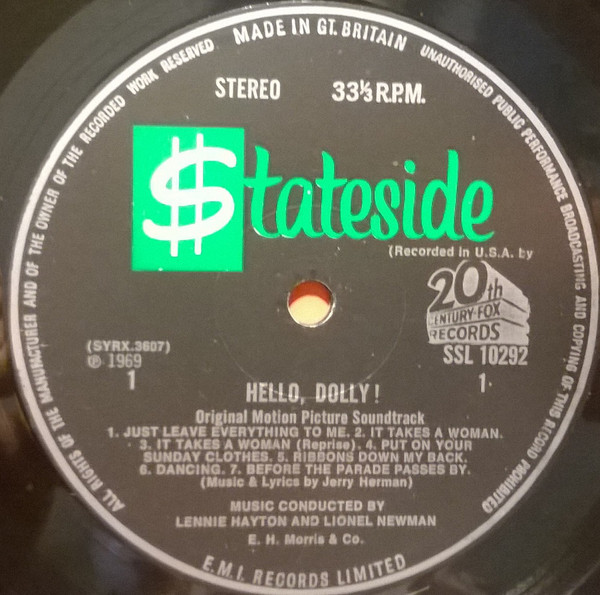 MADE IN GT. BRITAIN
UNAUTHORISED PUBLIC PERFORMANCE BROADCASTING AND COPYING OF THIS RECORD PROHIBITED
ALL RIGHTS OF THE MANUFACTURER AND OF THE OWNER OF THE RECORDED WORK RESERVED
STEREO 33⅓ R.P.M.
$tateside
(Recorded in U.S.A. by
20th
CENTURY-FOX
RECORDS
SSL 10292
(SYRX.3607)
℗ 1969
1 1
HELLO, DOLLY!
Original Motion Picture Soundtrack
1. JUST LEAVE EVERYTHING TO ME. 2. IT TAKES A WOMAN.
3. IT TAKES A WOMAN (Reprise). 4. PUT ON YOUR
SUNDAY CLOTHES. 5. RIBBONS DOWN MY BACK.
6. DANCING. 7. BEFORE THE PARADE PASSES BY.
(Music & Lyrics by Jerry Herman)
MUSIC CONDUCTED BY
LENNIE HAYTON AND LIONEL NEWMAN
E. H. Morris & Co.
E.M.I. RECORDS LIMITED